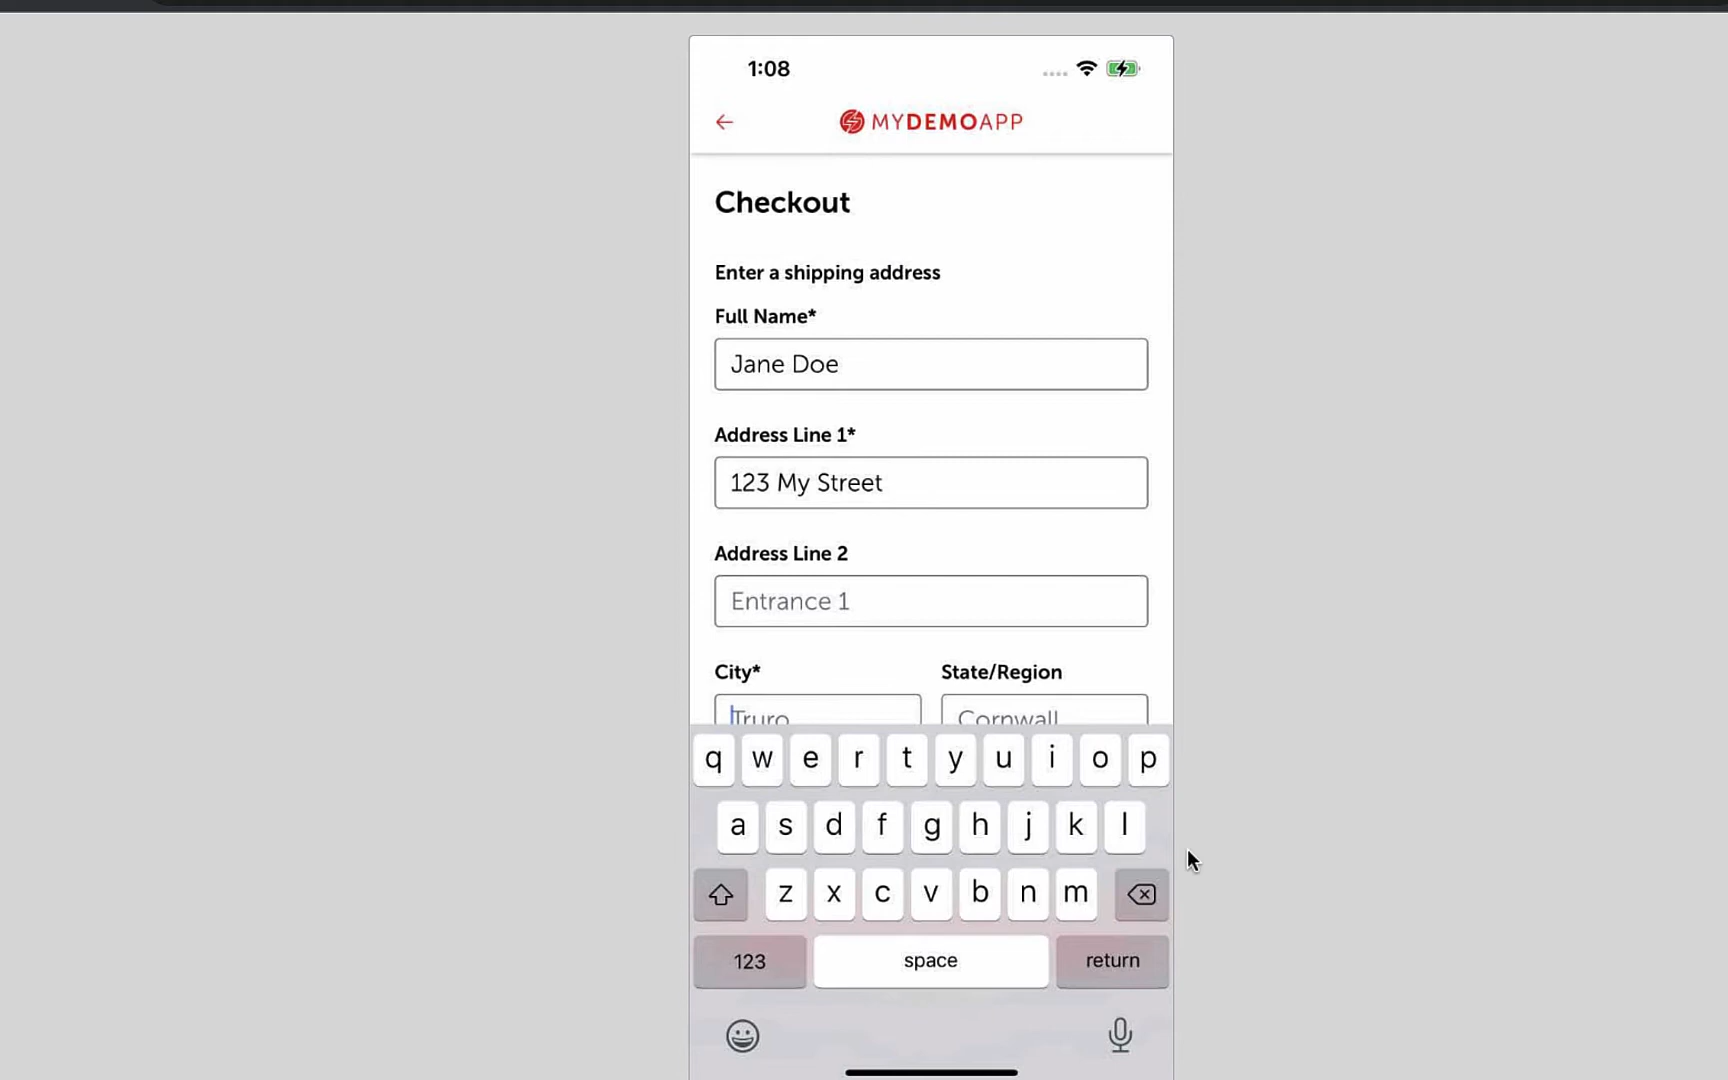 1:08
MYDEMOAPP
Checkout
Enter a shipping address
Full Name*
Jane Doe
Address Line 1*
123 My Street
Address Line 2
Entrance 1
City* State/Region
Truro Cornwall
q w e r t y u i o p
a s d f g h j k l
z x c v b n m
123 space return